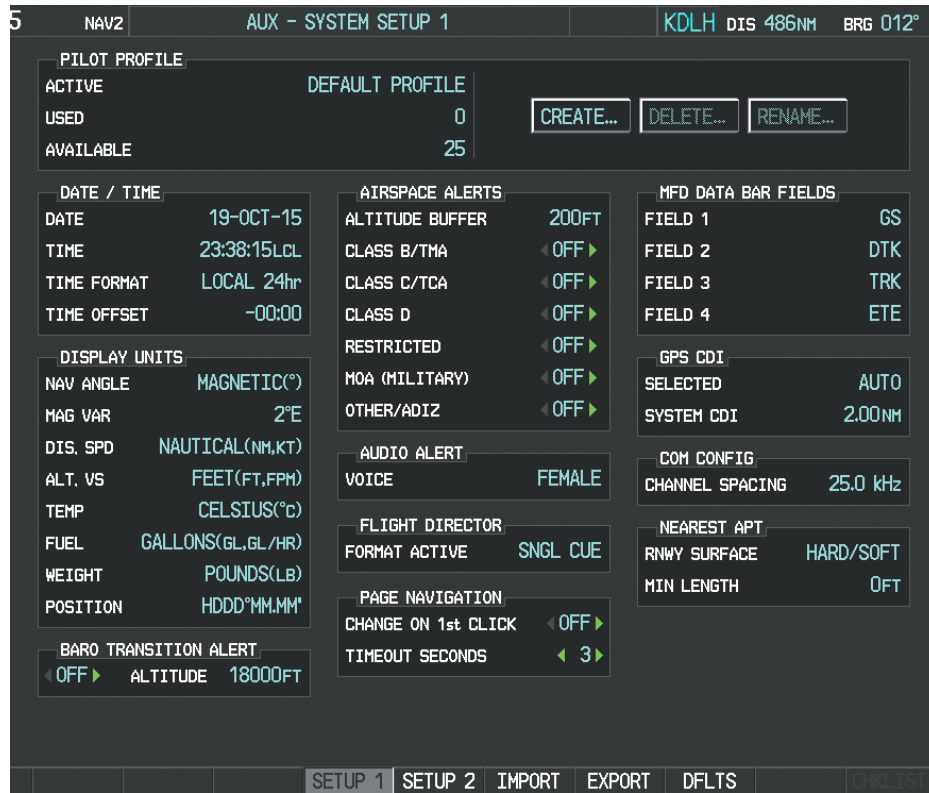 5 NAV2 AUX - SYSTEM SETUP 1 KDLH DIS 486NM BRG 012°
PILOT PROFILE
ACTIVE DEFAULT PROFILE
USED 0
AVAILABLE 25
CREATE... DELETE... RENAME...
DATE / TIME
DATE 19-OCT-15
TIME 23:38:15LCL
TIME FORMAT LOCAL 24hr
TIME OFFSET -00:00
DISPLAY UNITS
NAV ANGLE MAGNETIC(°)
MAG VAR 2°E
DIS, SPD NAUTICAL(NM,KT)
ALT, VS FEET(FT,FPM)
TEMP CELSIUS(°C)
FUEL GALLONS(GL,GL/HR)
WEIGHT POUNDS(LB)
POSITION HDDD°MM.MM'
BARO TRANSITION ALERT
OFF ALTITUDE 18000FT
AIRSPACE ALERTS
ALTITUDE BUFFER 200FT
CLASS B/TMA OFF
CLASS C/TCA OFF
CLASS D OFF
RESTRICTED OFF
MOA (MILITARY) OFF
OTHER/ADIZ OFF
AUDIO ALERT
VOICE FEMALE
FLIGHT DIRECTOR
FORMAT ACTIVE SNGL CUE
PAGE NAVIGATION
CHANGE ON 1st CLICK OFF
TIMEOUT SECONDS 3
MFD DATA BAR FIELDS
FIELD 1 GS
FIELD 2 DTK
FIELD 3 TRK
FIELD 4 ETE
GPS CDI
SELECTED AUTO
SYSTEM CDI 2.00NM
COM CONFIG
CHANNEL SPACING 25.0 kHz
NEAREST APT
RNWY SURFACE HARD/SOFT
MIN LENGTH 0FT
SETUP 1 SETUP 2 IMPORT EXPORT DFLTS CHKLIST